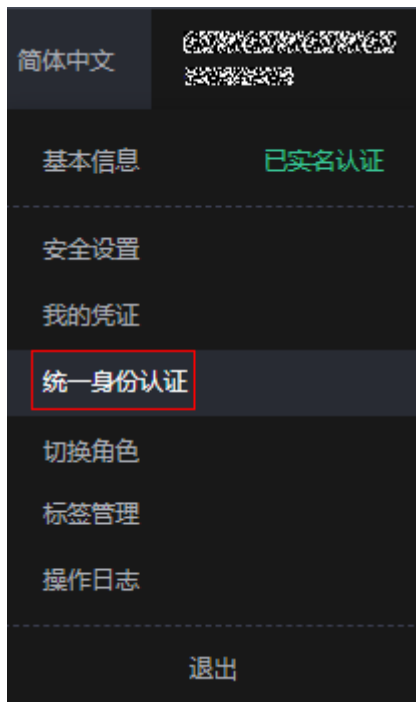 简体中文
基本信息 已实名认证
安全设置
我的凭证
统一身份认证
切换角色
标签管理
操作日志
退出